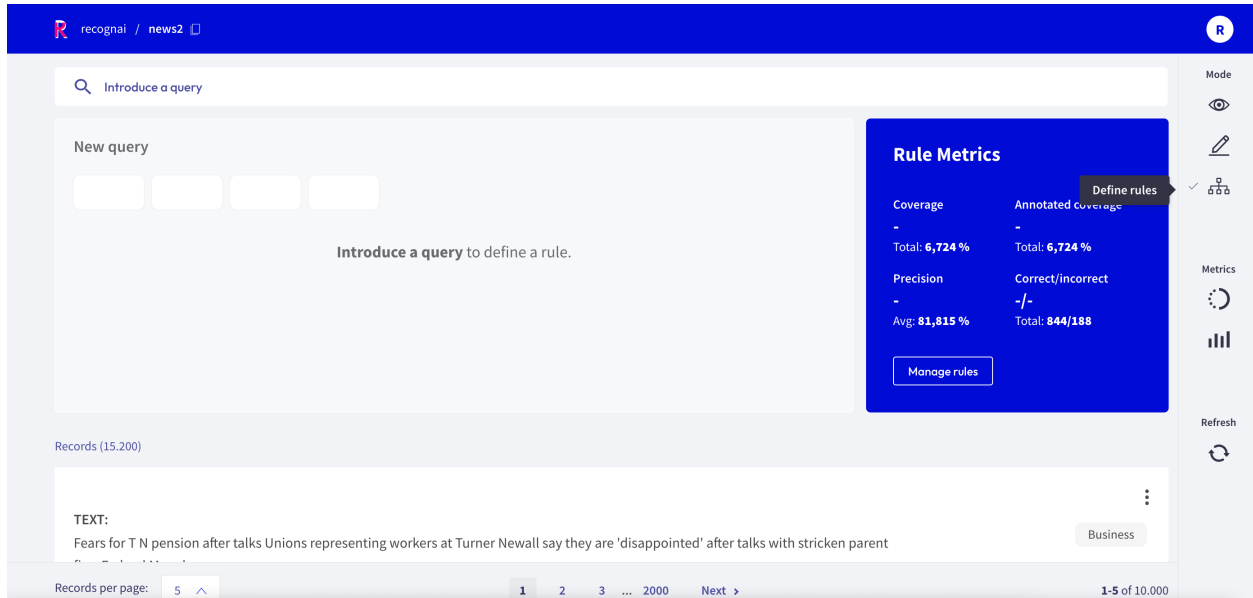 recognai / news2
R
Introduce a query
Mode
New query
Rule Metrics
Define rules
Coverage
Annotated coverage
-
-
Total: 6,724 %
Total: 6,724 %
Introduce a query to define a rule.
Precision
Correct/incorrect
-
-/-
Avg: 81,815 %
Total: 844/188
Manage rules
Metrics
Refresh
Records (15.200)
TEXT:
Fears for T N pension after talks Unions representing workers at Turner Newall say they are 'disappointed' after talks with stricken parent
Business
Records per page: 5
1 2 3 ... 2000 Next >
1-5 of 10.000